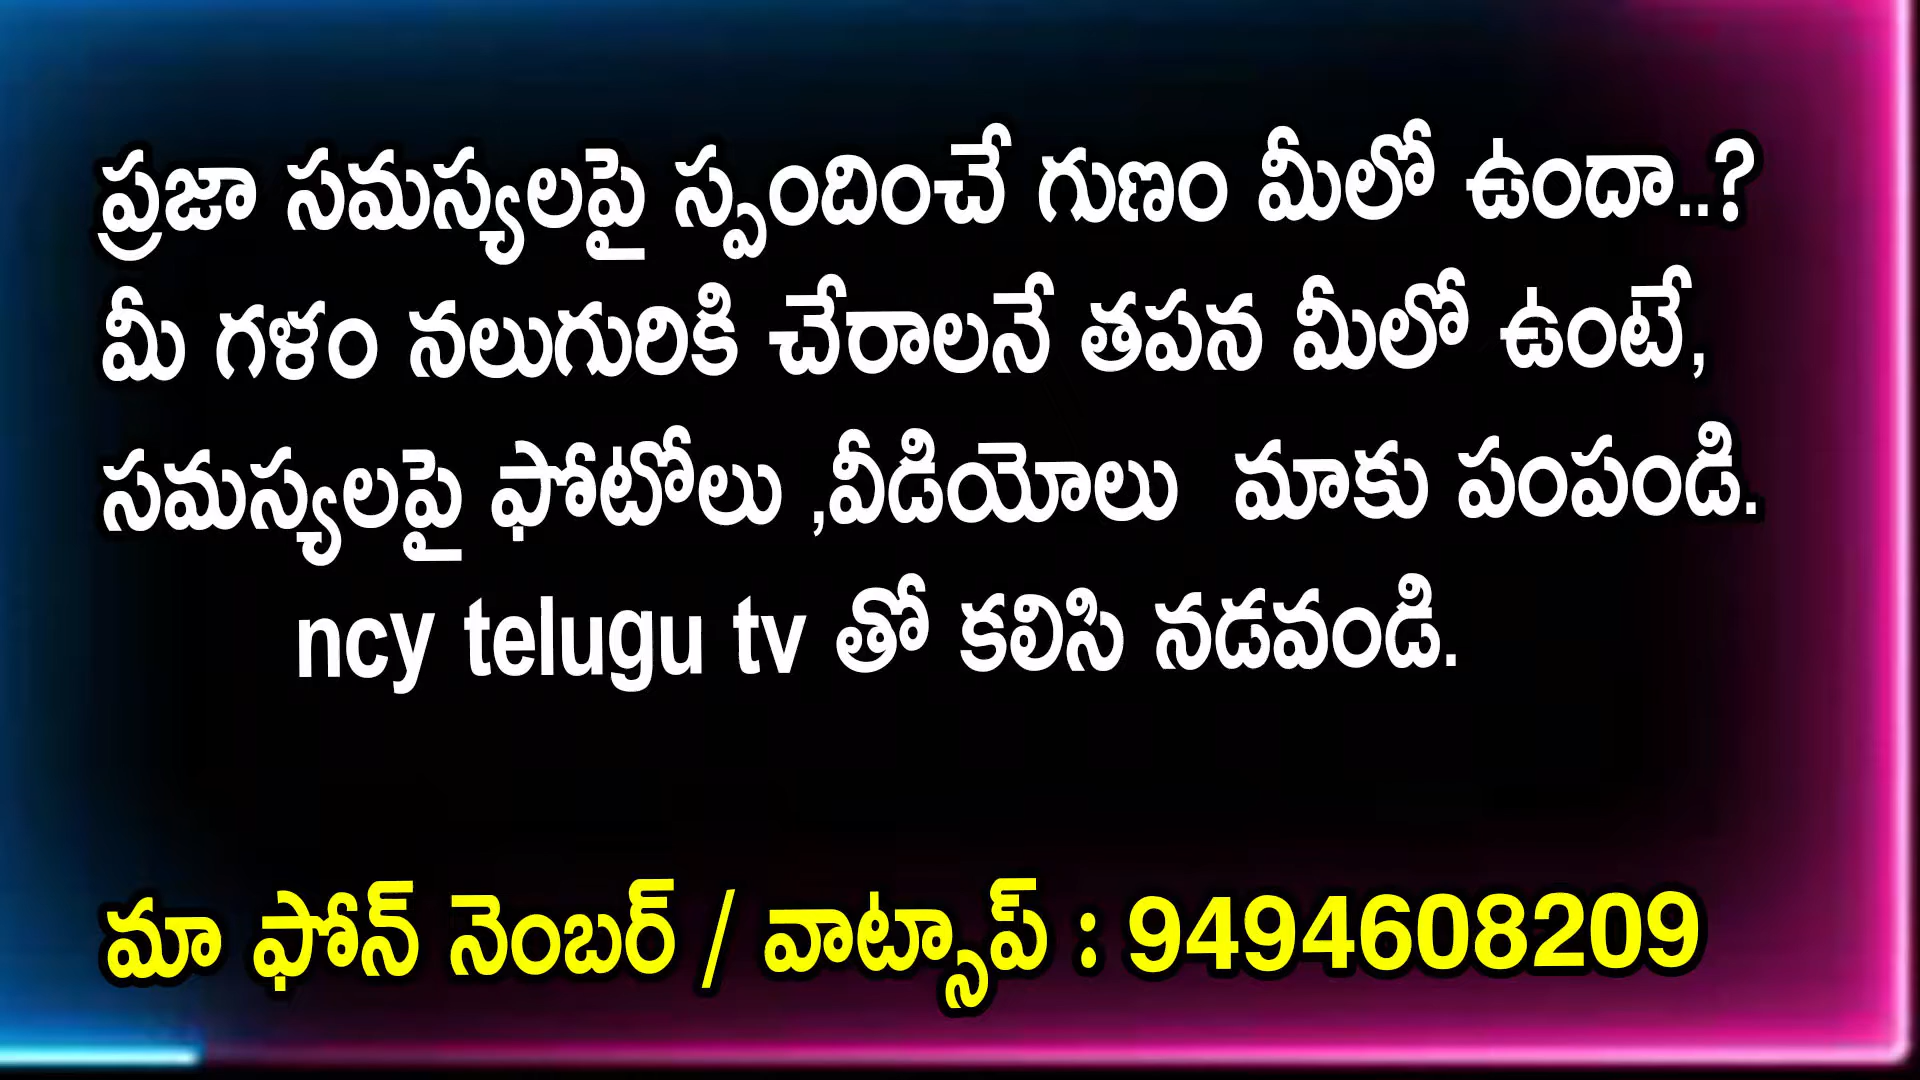 ప్రజా సమస్యలపై స్పందించే గుణం మీలో ఉందా..?
మీ గళం నలుగురికి చేరాలనే తపన మీలో ఉంటే,
సమస్యలపై ఫోటోలు ,వీడియోలు మాకు పంపండి.
ncy telugu tv తో కలిసి నడవండి.
మా ఫోన్ నెంబర్ / వాట్సాప్ : 9494608209